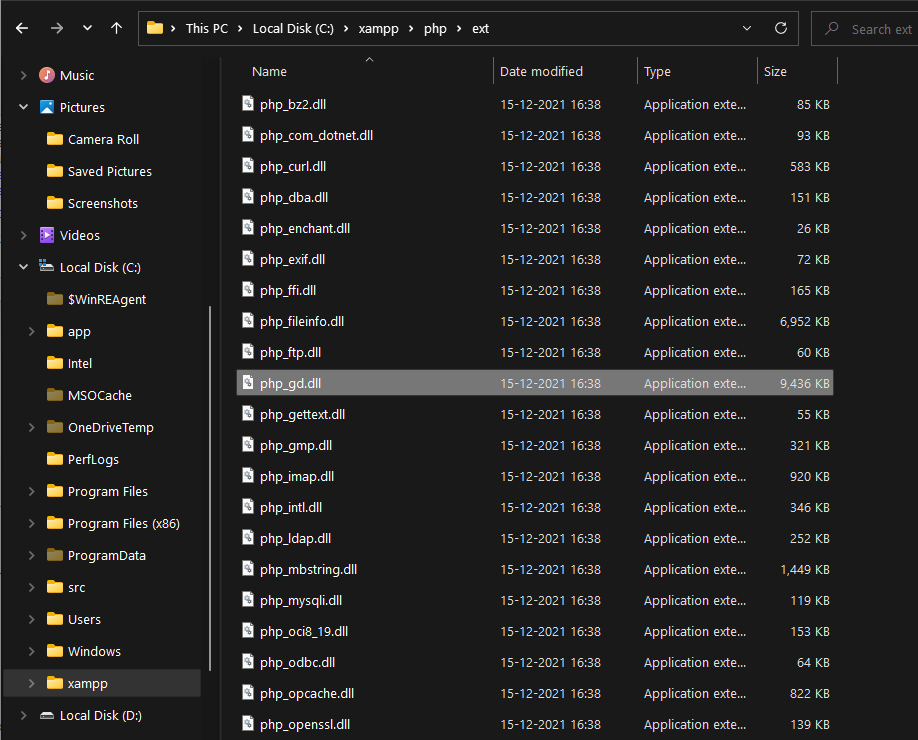 This PC > Local Disk (C:) > xampp > php > ext
Search ext
Music
Pictures
Camera Roll
Saved Pictures
Screenshots
Videos
Local Disk (C:)
$WinREAgent
app
Intel
MSOCache
OneDriveTemp
PerfLogs
Program Files
Program Files (x86)
ProgramData
src
Users
Windows
xampp
Local Disk (D:)
Name Date modified Type Size
php_bz2.dll 15-12-2021 16:38 Application exte... 85 KB
php_com_dotnet.dll 15-12-2021 16:38 Application exte... 93 KB
php_curl.dll 15-12-2021 16:38 Application exte... 583 KB
php_dba.dll 15-12-2021 16:38 Application exte... 151 KB
php_enchant.dll 15-12-2021 16:38 Application exte... 26 KB
php_exif.dll 15-12-2021 16:38 Application exte... 72 KB
php_ffi.dll 15-12-2021 16:38 Application exte... 165 KB
php_fileinfo.dll 15-12-2021 16:38 Application exte... 6,952 KB
php_ftp.dll 15-12-2021 16:38 Application exte... 60 KB
php_gd.dll 15-12-2021 16:38 Application exte... 9,436 KB
php_gettext.dll 15-12-2021 16:38 Application exte... 55 KB
php_gmp.dll 15-12-2021 16:38 Application exte... 321 KB
php_imap.dll 15-12-2021 16:38 Application exte... 920 KB
php_intl.dll 15-12-2021 16:38 Application exte... 346 KB
php_ldap.dll 15-12-2021 16:38 Application exte... 252 KB
php_mbstring.dll 15-12-2021 16:38 Application exte... 1,449 KB
php_mysqli.dll 15-12-2021 16:38 Application exte... 119 KB
php_oci8_19.dll 15-12-2021 16:38 Application exte... 153 KB
php_odbc.dll 15-12-2021 16:38 Application exte... 64 KB
php_opcache.dll 15-12-2021 16:38 Application exte... 822 KB
php_openssl.dll 15-12-2021 16:38 Application exte... 139 KB